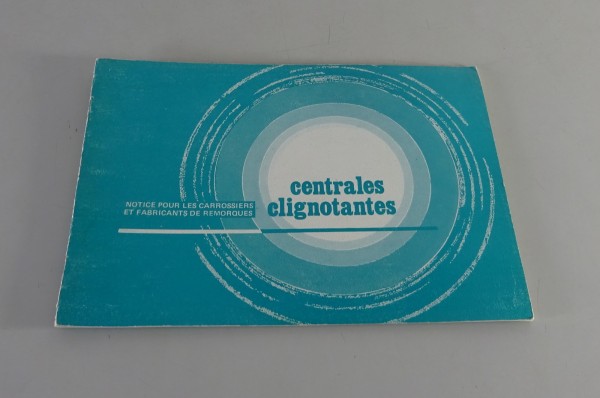 centrales
clignotantes
NOTICE POUR LES CARROSSIERS
ET FABRICANTS DE REMORQUES